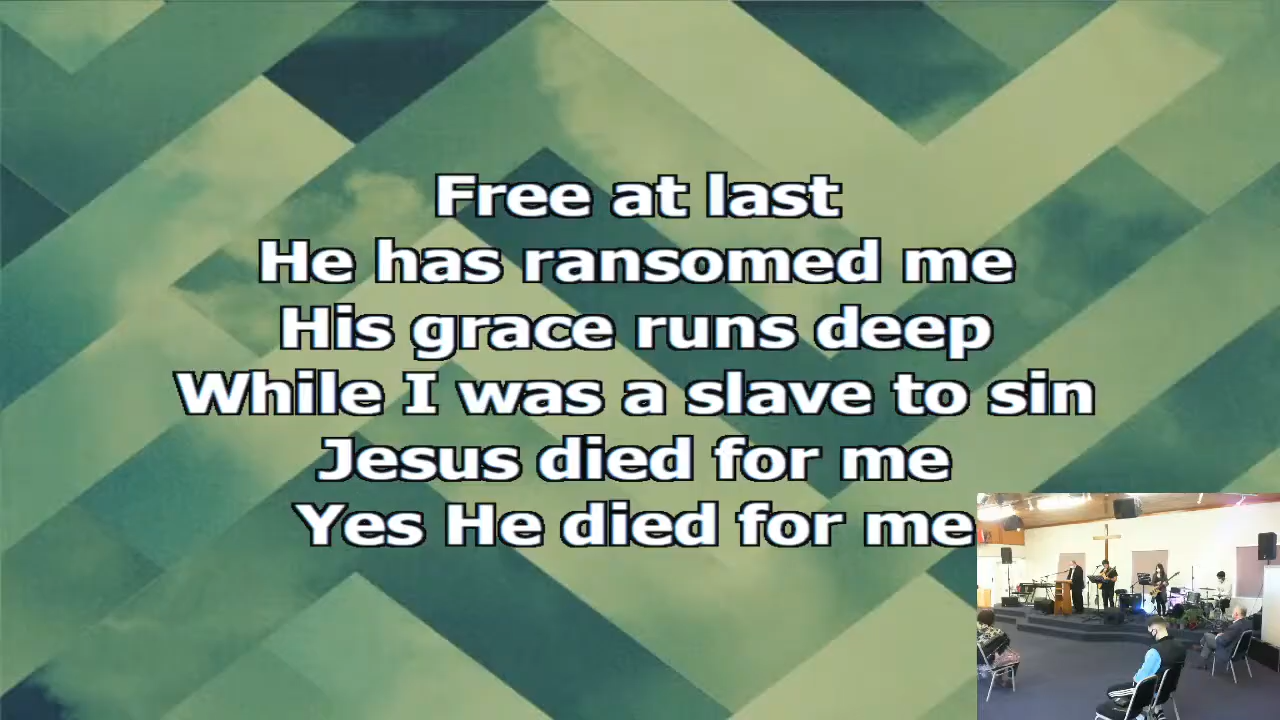 Free at last
He has ransomed me
His grace runs deep
While I was a slave to sin
Jesus died for me
Yes He died for me